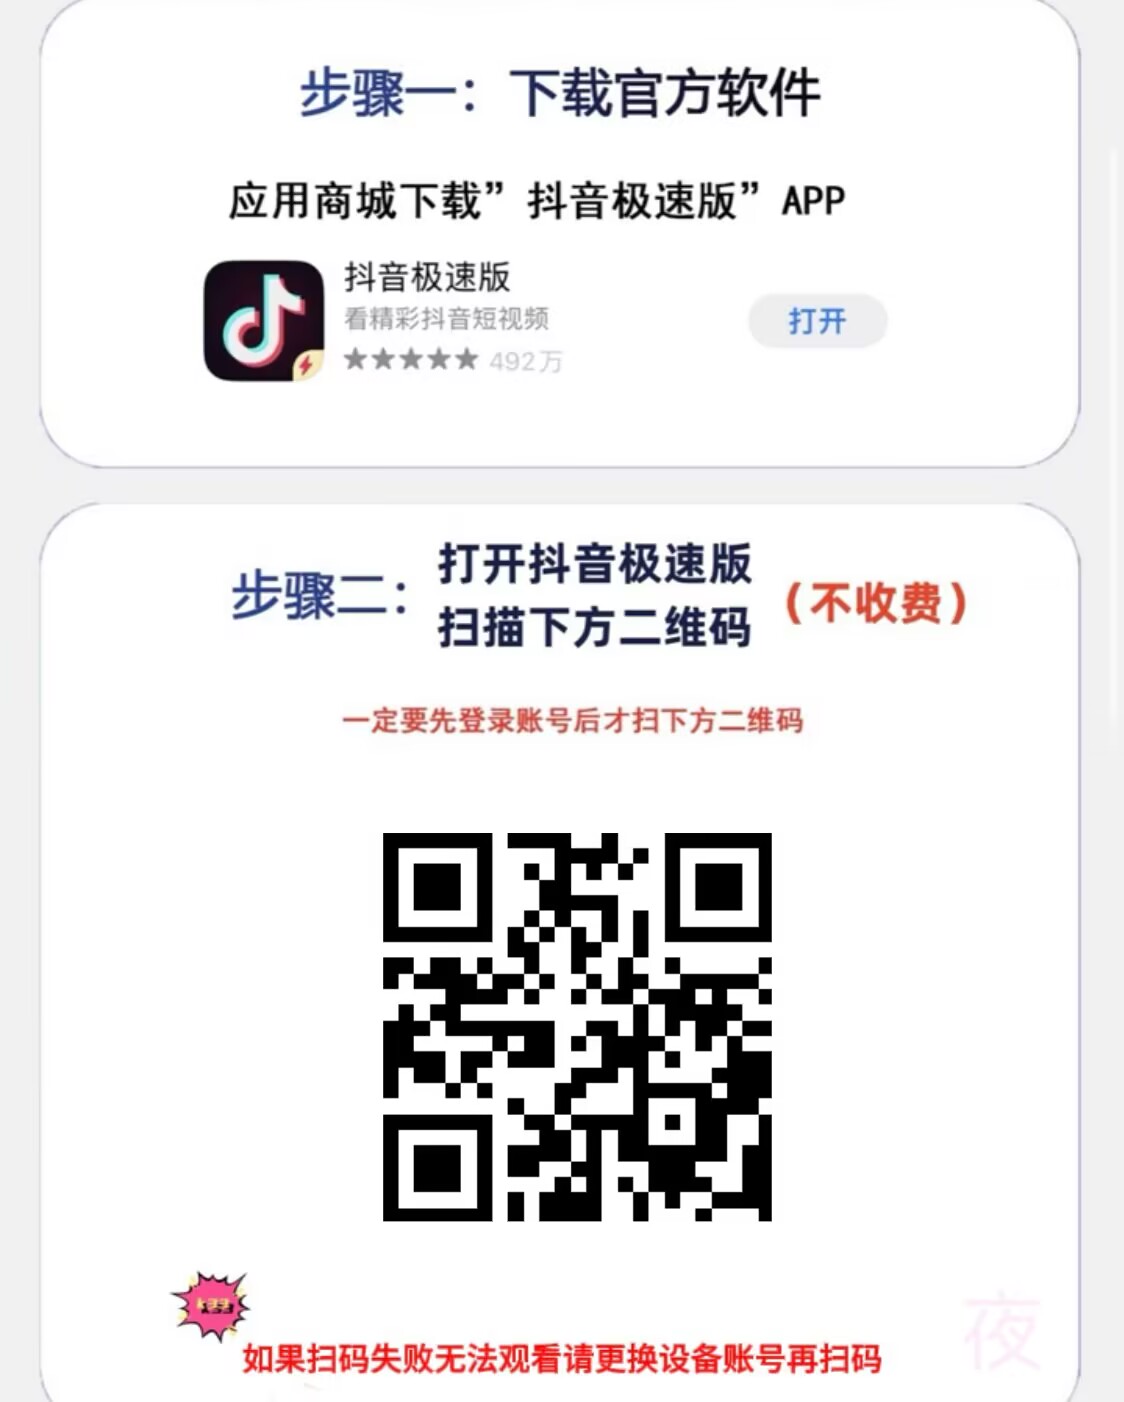 步骤一：下载官方软件
应用商城下载”抖音极速版”APP
抖音极速版
看精彩抖音短视频
492万
打开
步骤二：
打开抖音极速版
扫描下方二维码
（不收费）
一定要先登录账号后才扫下方二维码
如果扫码失败无法观看请更换设备账号再扫码
夜